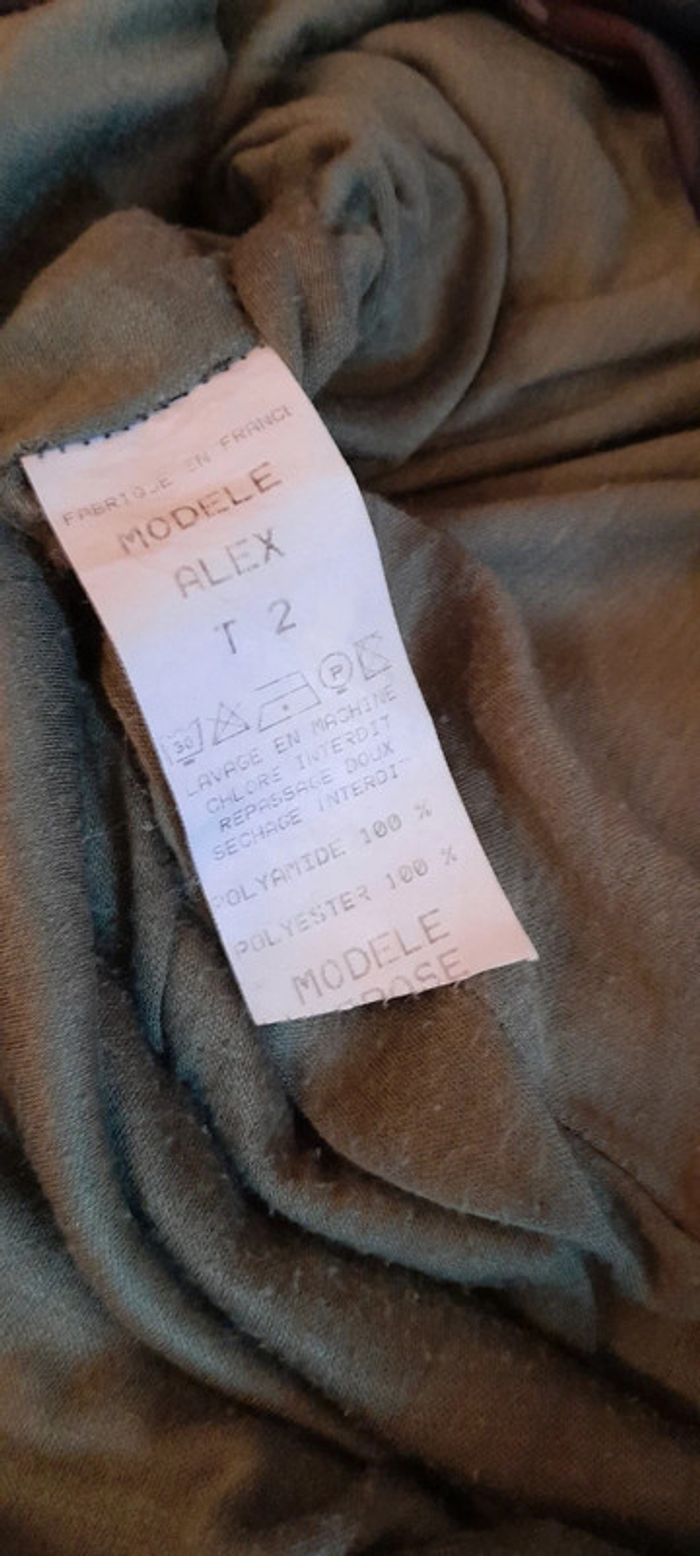 FABRIQUE EN FRANCE
MODELE
ALEX
T 2
30 P
LAVAGE EN MACHINE
CHLORE INTERDIT
REPASSAGE DOUX
SECHAGE INTERDIT
POLYAMIDE 100 %
POLYESTER 100 %
MODELE